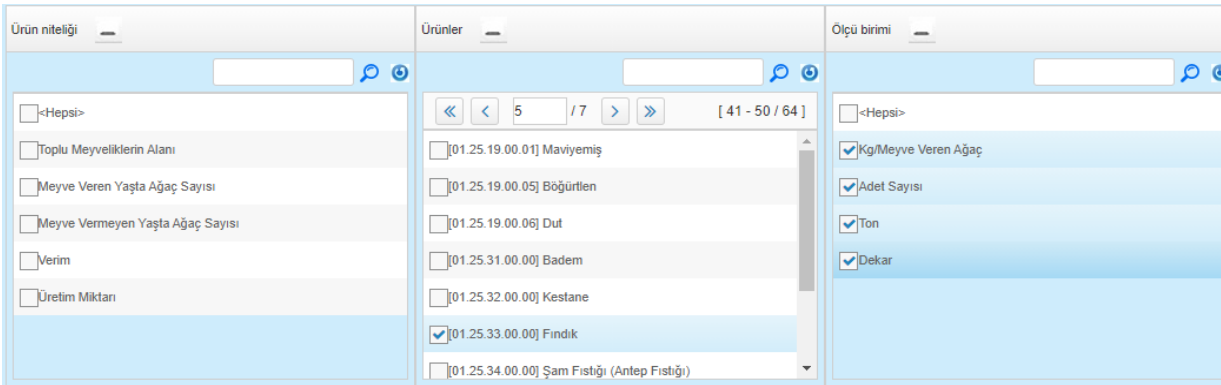 Ürün niteliği
<Hepsi>
Toplu Meyveliklerin Alanı
Meyve Veren Yaşta Ağaç Sayısı
Meyve Vermeyen Yaşta Ağaç Sayısı
Verim
Üretim Miktarı
Ürünler
5 / 7 [ 41 - 50 / 64 ]
[01.25.19.00.01] Maviyemiş
[01.25.19.00.05] Böğürtlen
[01.25.19.00.06] Dut
[01.25.31.00.00] Badem
[01.25.32.00.00] Kestane
[01.25.33.00.00] Fındık
[01.25.34.00.00] Şam Fıstığı (Antep Fıstığı)
Ölçü birimi
<Hepsi>
Kg/Meyve Veren Ağaç
Adet Sayısı
Ton
Dekar